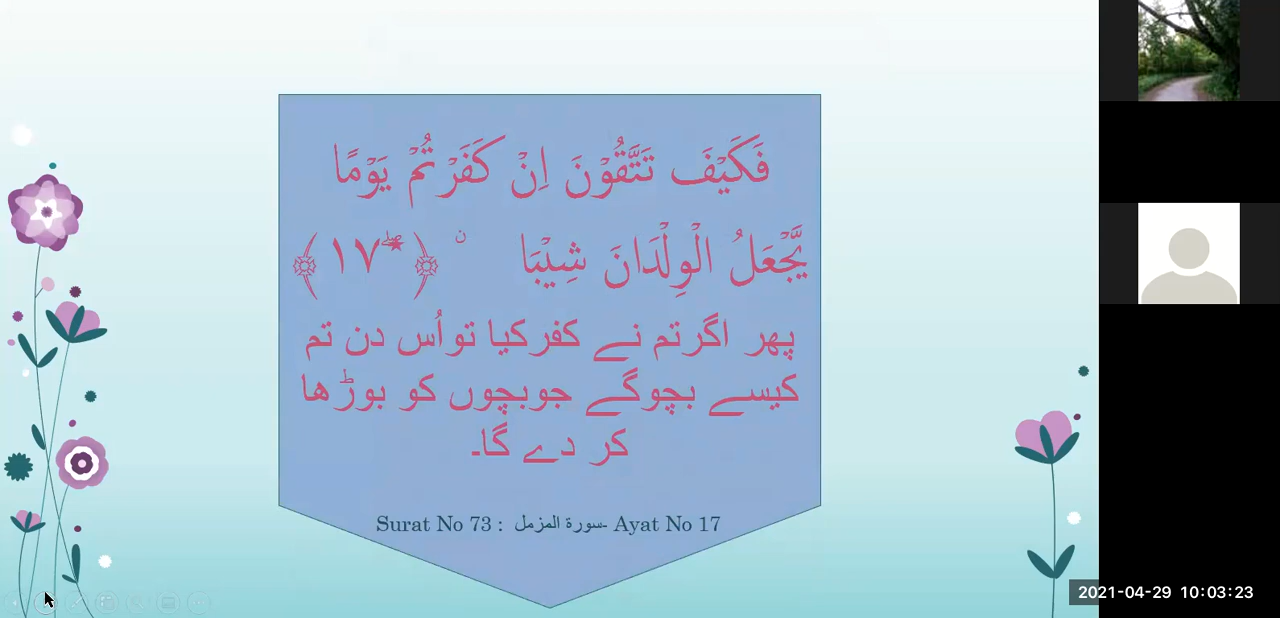 فَكَیۡفَ تَتَّقُوۡنَ اِنۡ كَفَرۡتُمۡ یَوۡمًا
یَّجۡعَلُ الۡوِلۡدَانَ شِیۡبَۨا ﴿٭ۖ۱۷﴾
پھر اگرتم نے کفرکیا تواُس دن تم
کیسے بچوگے جوبچوں کو بوڑھا
کر دے گا۔
Surat No 73 : سورة المزمل- Ayat No 17
2021-04-29 10:03:23